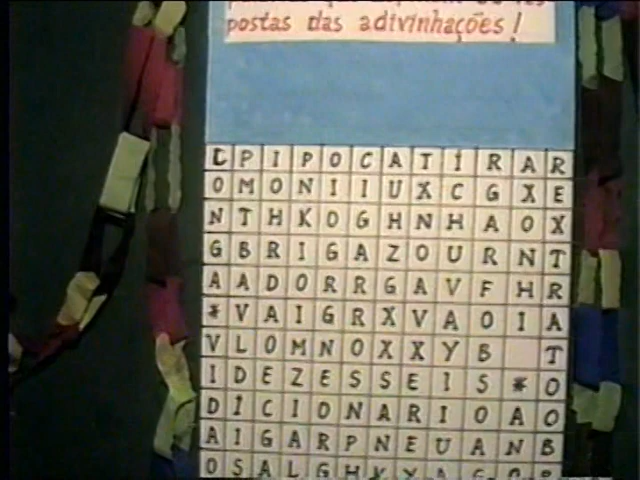 postas das adivinhações!
L P I P O C A T I R A R
O M O N I I U X C G X E
N T H K O G H N H A O X
G B R I G A Z O U R N T
A A D O R R G A V F H R
* V A I G R X V A O I A
V L O M N O X X Y B T
I D E Z E S S E I S * O
D I C I O N A R I O A O
A I G A R P N E U A N B
O S A L G H